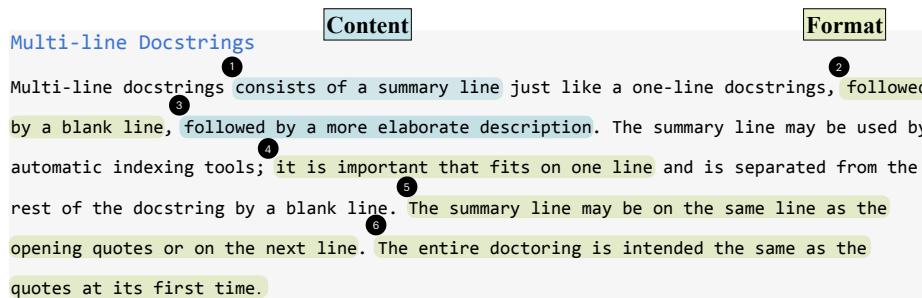 Content Format
Multi-line Docstrings
1 2
Multi-line docstrings consists of a summary line just like a one-line docstrings, followed
3
by a blank line, followed by a more elaborate description. The summary line may be used by
4
automatic indexing tools; it is important that fits on one line and is separated from the
5
rest of the docstring by a blank line. The summary line may be on the same line as the
6
opening quotes or on the next line. The entire doctoring is intended the same as the
quotes at its first time.